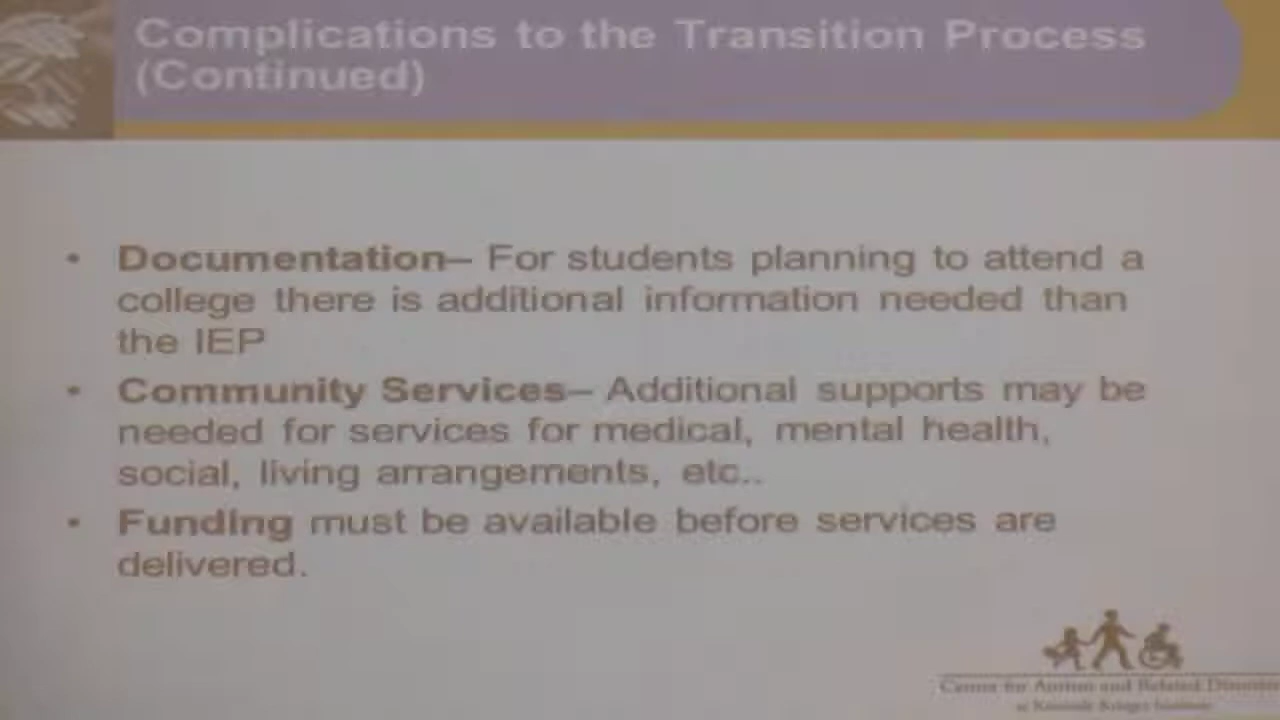 Complications to the Transition Process
(Continued)
• Documentation– For students planning to attend a
college there is additional information needed than
the IEP
• Community Services– Additional supports may be
needed for services for medical, mental health,
social, living arrangements, etc..
• Funding must be available before services are
delivered.
Center for Autism and Related Disorders
at Kennedy Krieger Institute